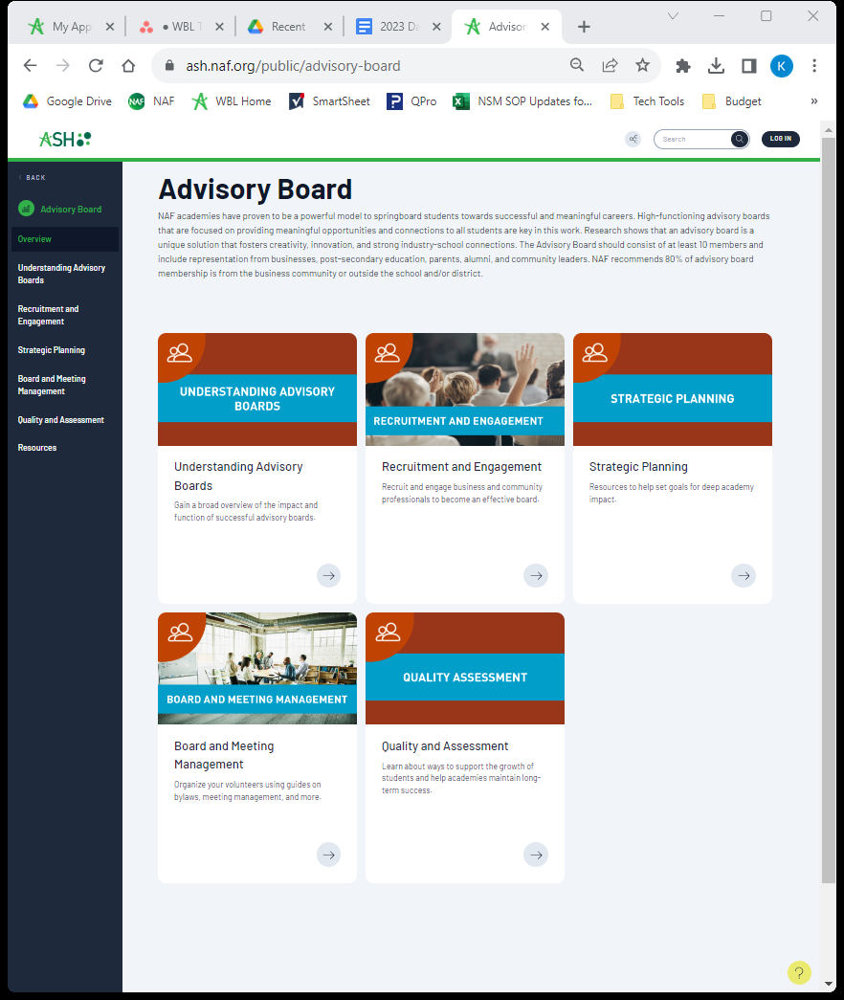 My App
• WBL T
Recent
2023 Da
Advisor
ash.naf.org/public/advisory-board
K
Google Drive
NAF
NAF
WBL Home
SmartSheet
QPro
NSM SOP Updates fo...
Tech Tools
Budget
»
ASH
Search
LOG IN
BACK
Advisory Board
Overview
Understanding Advisory
Boards
Recruitment and
Engagement
Strategic Planning
Board and Meeting
Management
Quality and Assessment
Resources
Advisory Board
NAF academies have proven to be a powerful model to springboard students towards successful and meaningful careers. High-functioning advisory boards
that are focused on providing meaningful opportunities and connections to all students are key in this work. Research shows that an advisory board is a
unique solution that fosters creativity, innovation, and strong industry-school connections. The Advisory Board should consist of at least 10 members and
include representation from businesses, post-secondary education, parents, alumni, and community leaders. NAF recommends 80% of advisory board
membership is from the business community or outside the school and/or district.
UNDERSTANDING ADVISORY
BOARDS
Understanding Advisory
Boards
Gain a broad overview of the impact and
function of successful advisory boards.
RECRUITMENT AND ENGAGEMENT
Recruitment and Engagement
Recruit and engage business and community
professionals to become an effective board.
STRATEGIC PLANNING
Strategic Planning
Resources to help set goals for deep academy
impact.
BOARD AND MEETING MANAGEMENT
Board and Meeting
Management
Organize your volunteers using guides on
bylaws, meeting management, and more.
QUALITY ASSESSMENT
Quality and Assessment
Learn about ways to support the growth of
students and help academies maintain long-
term success.
?